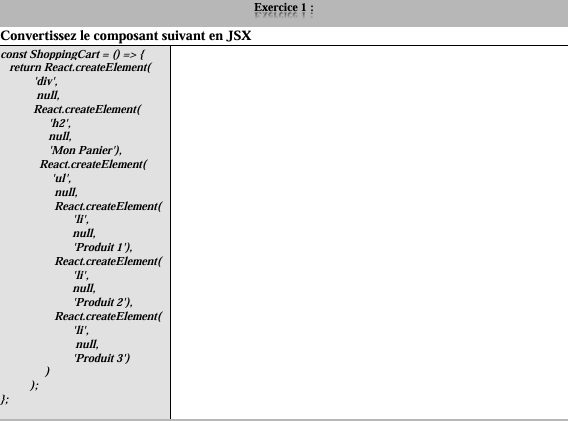 Exercice 1 :
Convertissez le composant suivant en JSX
const ShoppingCart = () => {
return React.createElement(
'div',
null,
React.createElement(
'h2',
null,
'Mon Panier'),
React.createElement(
'ul',
null,
React.createElement(
'li',
null,
'Produit 1'),
React.createElement(
'li',
null,
'Produit 2'),
React.createElement(
'li',
null,
'Produit 3')
)
);
};